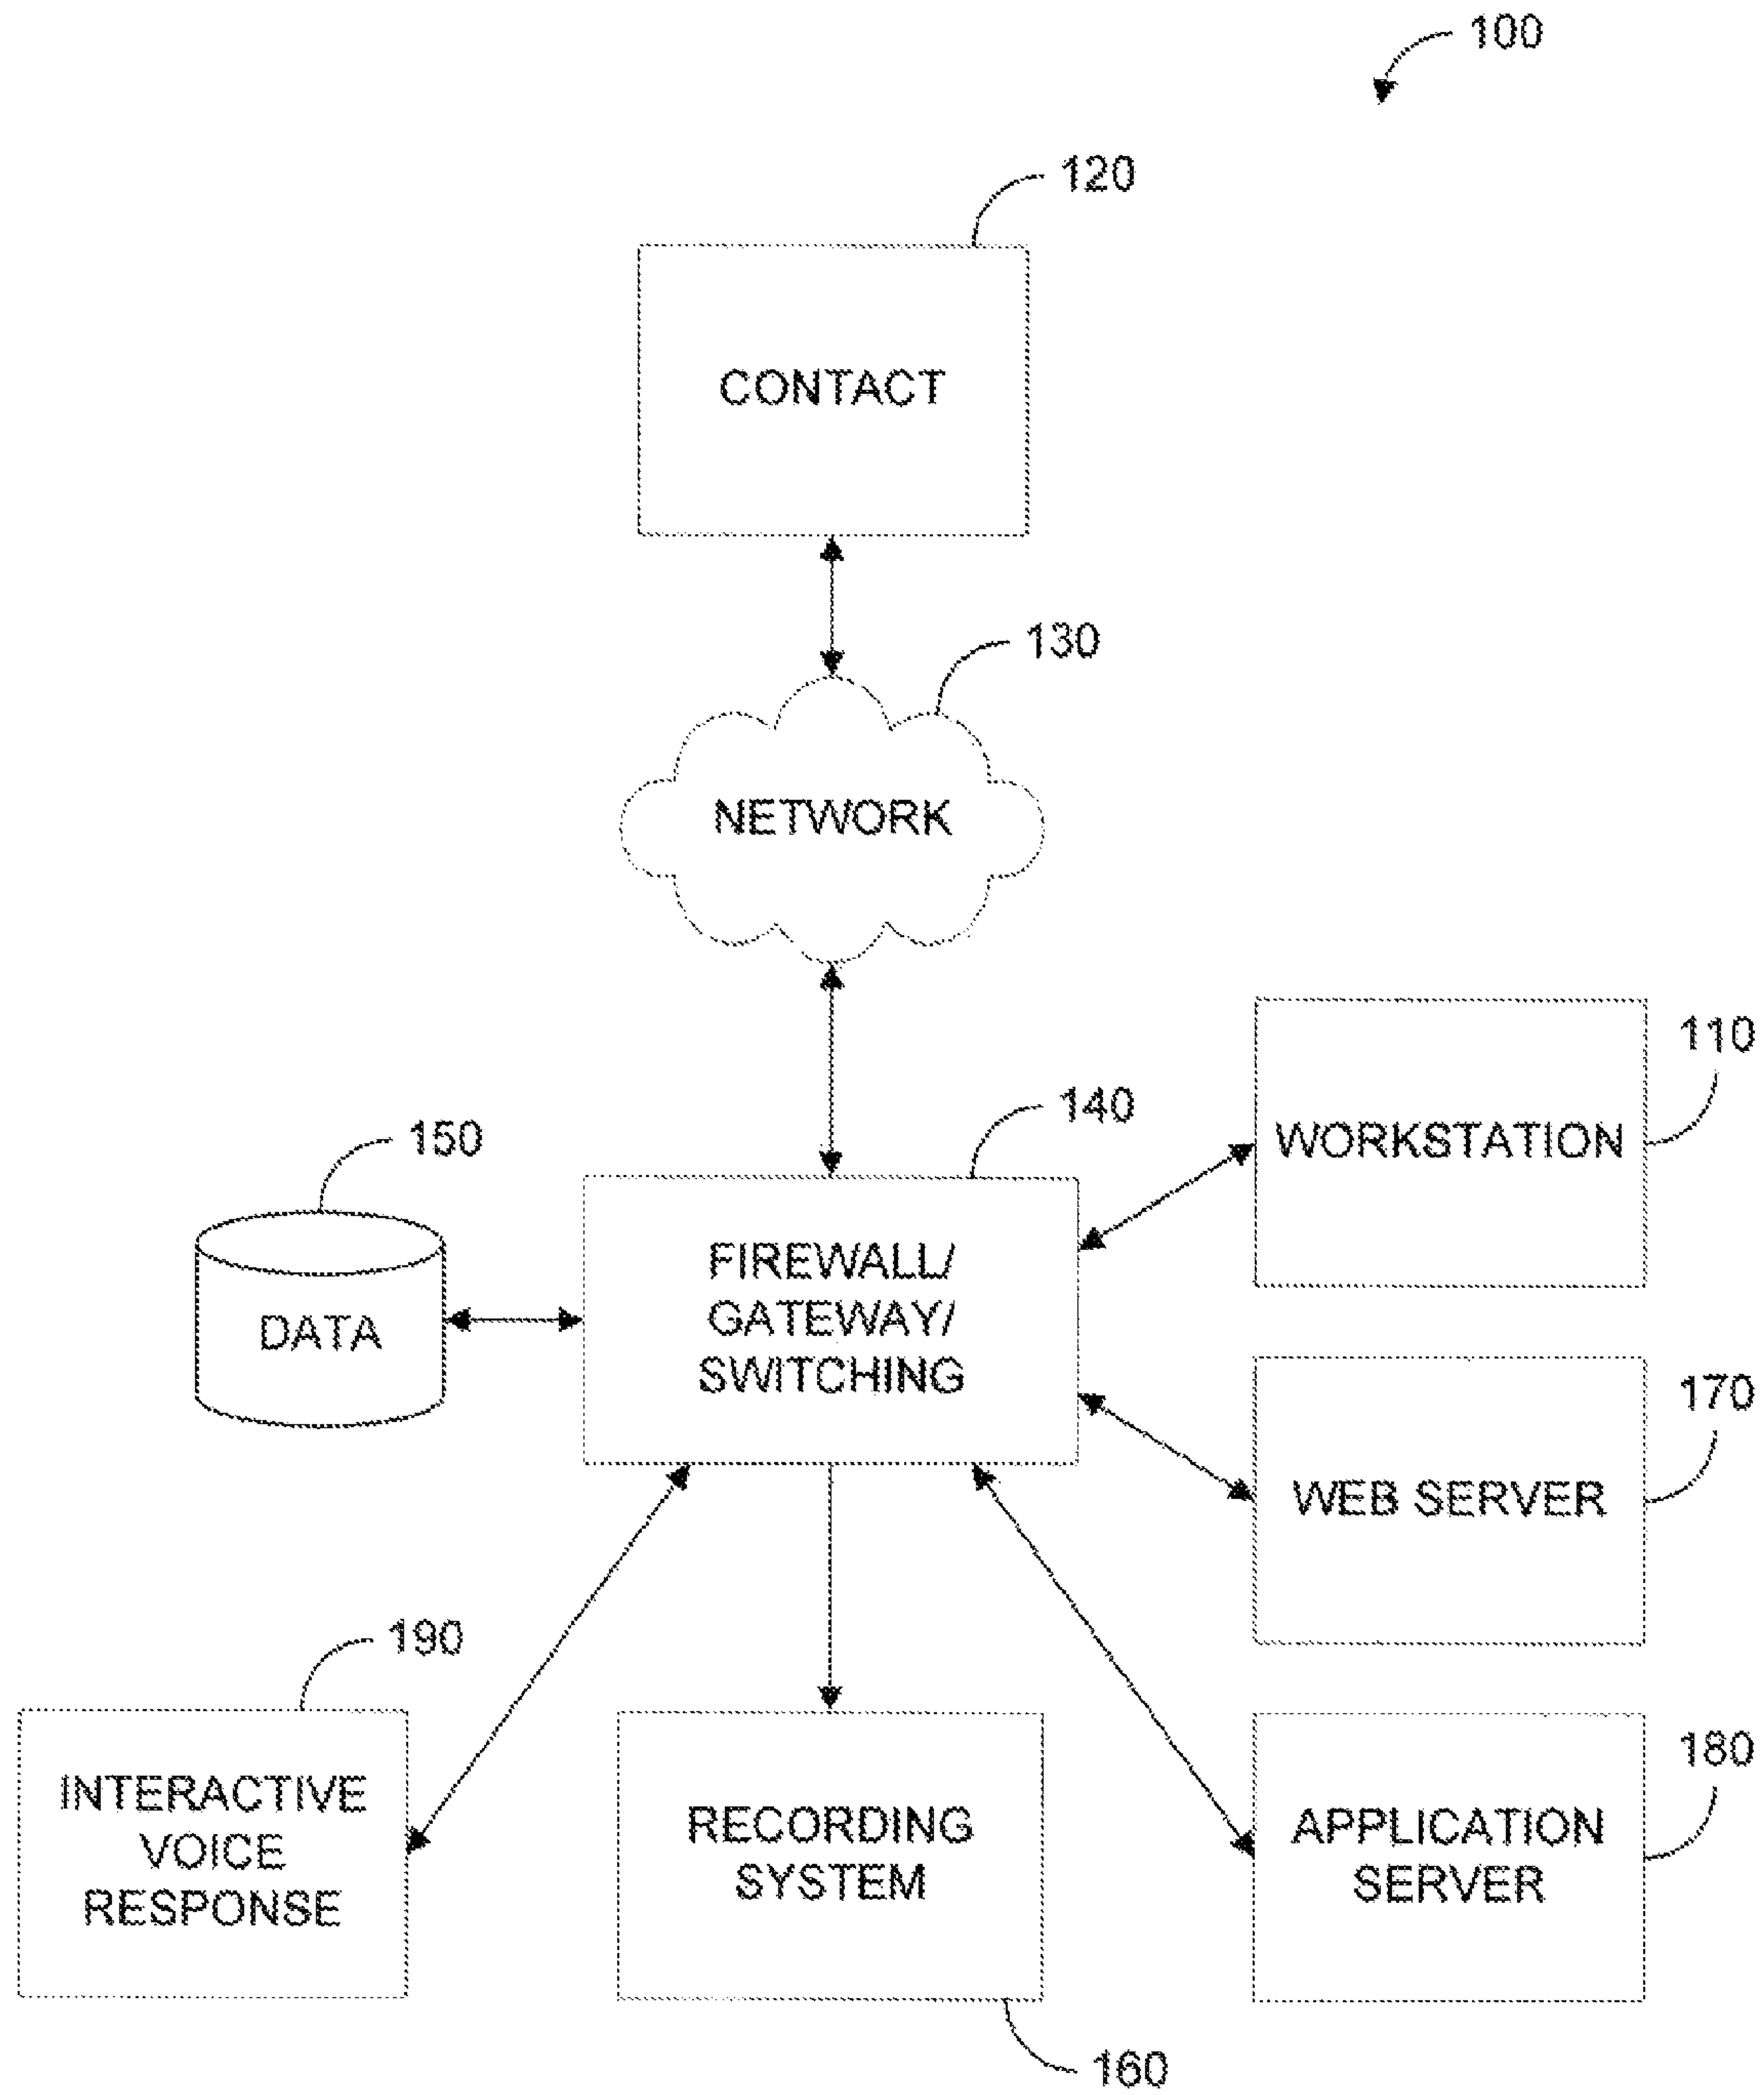 100
120
CONTACT
130
NETWORK
110
WORKSTATION
140
150
FIREWALL/
GATEWAY/
SWITCHING
DATA
170
WEB SERVER
190
INTERACTIVE
VOICE
RESPONSE
RECORDING
SYSTEM
180
APPLICATION
SERVER
160